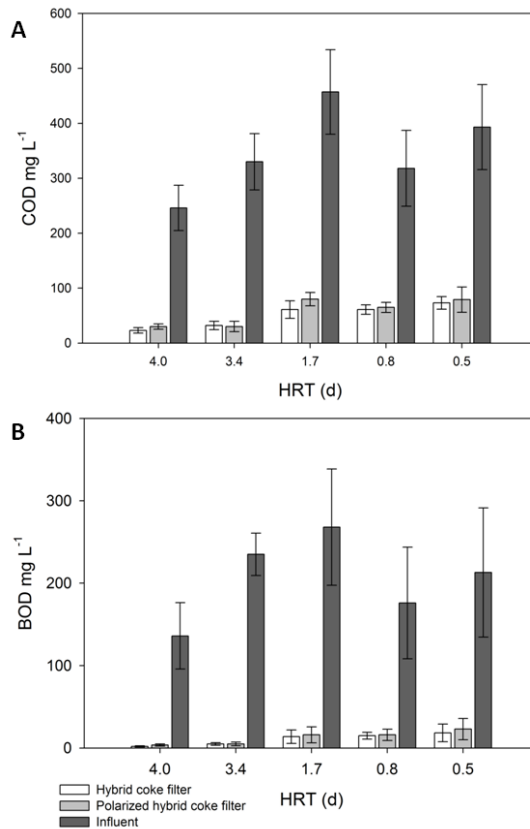 A
600
500
400
300
200
100
0
COD mg L⁻¹
4.0 3.4 1.7 0.8 0.5
HRT (d)
B
400
300
200
100
0
BOD mg L⁻¹
4.0 3.4 1.7 0.8 0.5
HRT (d)
Hybrid coke filter
Polarized hybrid coke filter
Influent